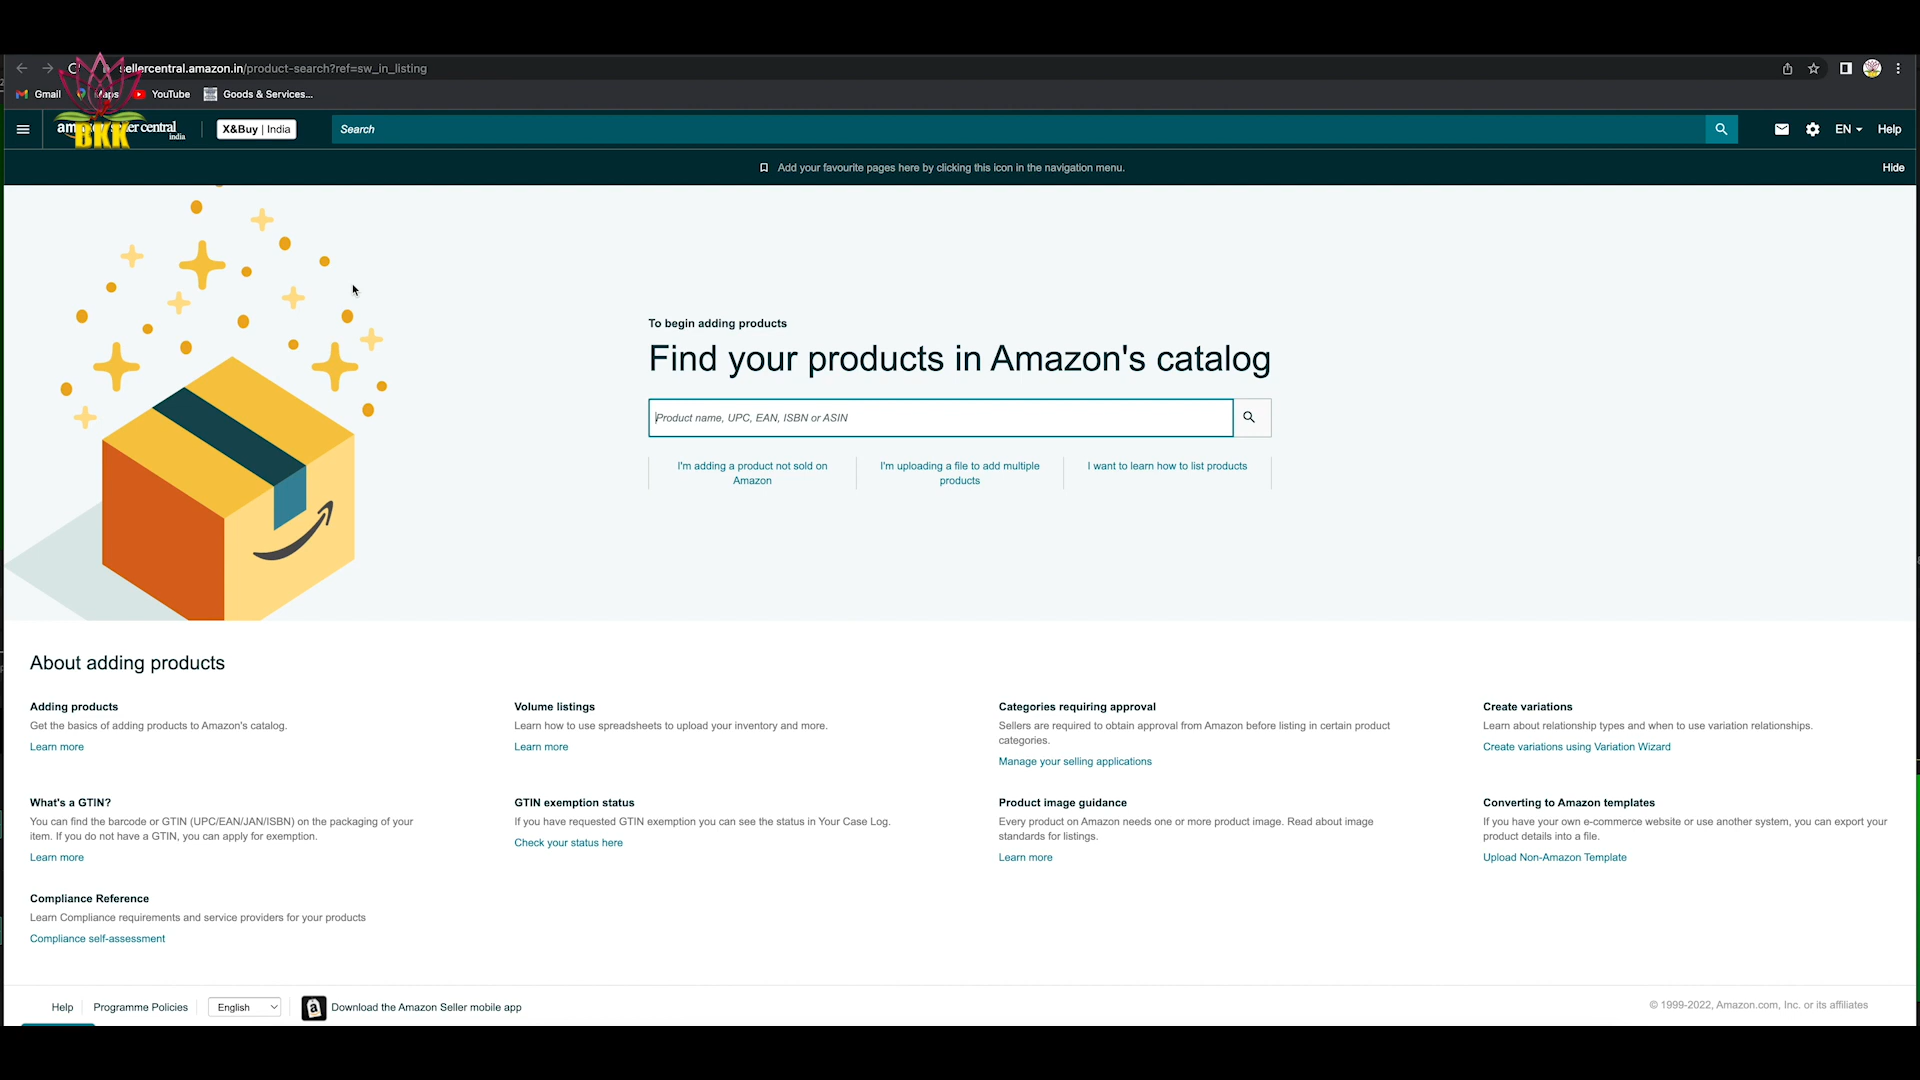 sellercentral.amazon.in/product-search?ref=sw_in_listing
Gmail
YouTube
Goods & Services...
X&Buy | India
Search
EN
Help
Add your favourite pages here by clicking this icon in the navigation menu.
Hide
BKK
To begin adding products
Find your products in Amazon's catalog
Product name, UPC, EAN, ISBN or ASIN
I'm adding a product not sold on
Amazon
I'm uploading a file to add multiple
products
I want to learn how to list products
About adding products
Adding products
Get the basics of adding products to Amazon's catalog.
Learn more
Volume listings
Learn how to use spreadsheets to upload your inventory and more.
Learn more
Categories requiring approval
Sellers are required to obtain approval from Amazon before listing in certain product
categories.
Manage your selling applications
Create variations
Learn about relationship types and when to use variation relationships.
Create variations using Variation Wizard
What's a GTIN?
You can find the barcode or GTIN (UPC/EAN/JAN/ISBN) on the packaging of your
item. If you do not have a GTIN, you can apply for exemption.
Learn more
GTIN exemption status
If you have requested GTIN exemption you can see the status in Your Case Log.
Check your status here
Product image guidance
Every product on Amazon needs one or more product image. Read about image
standards for listings.
Learn more
Converting to Amazon templates
If you have your own e-commerce website or use another system, you can export your
product details into a file.
Upload Non-Amazon Template
Compliance Reference
Learn Compliance requirements and service providers for your products
Compliance self-assessment
Help
Programme Policies
English
Download the Amazon Seller mobile app
© 1999-2022, Amazon.com, Inc. or its affiliates